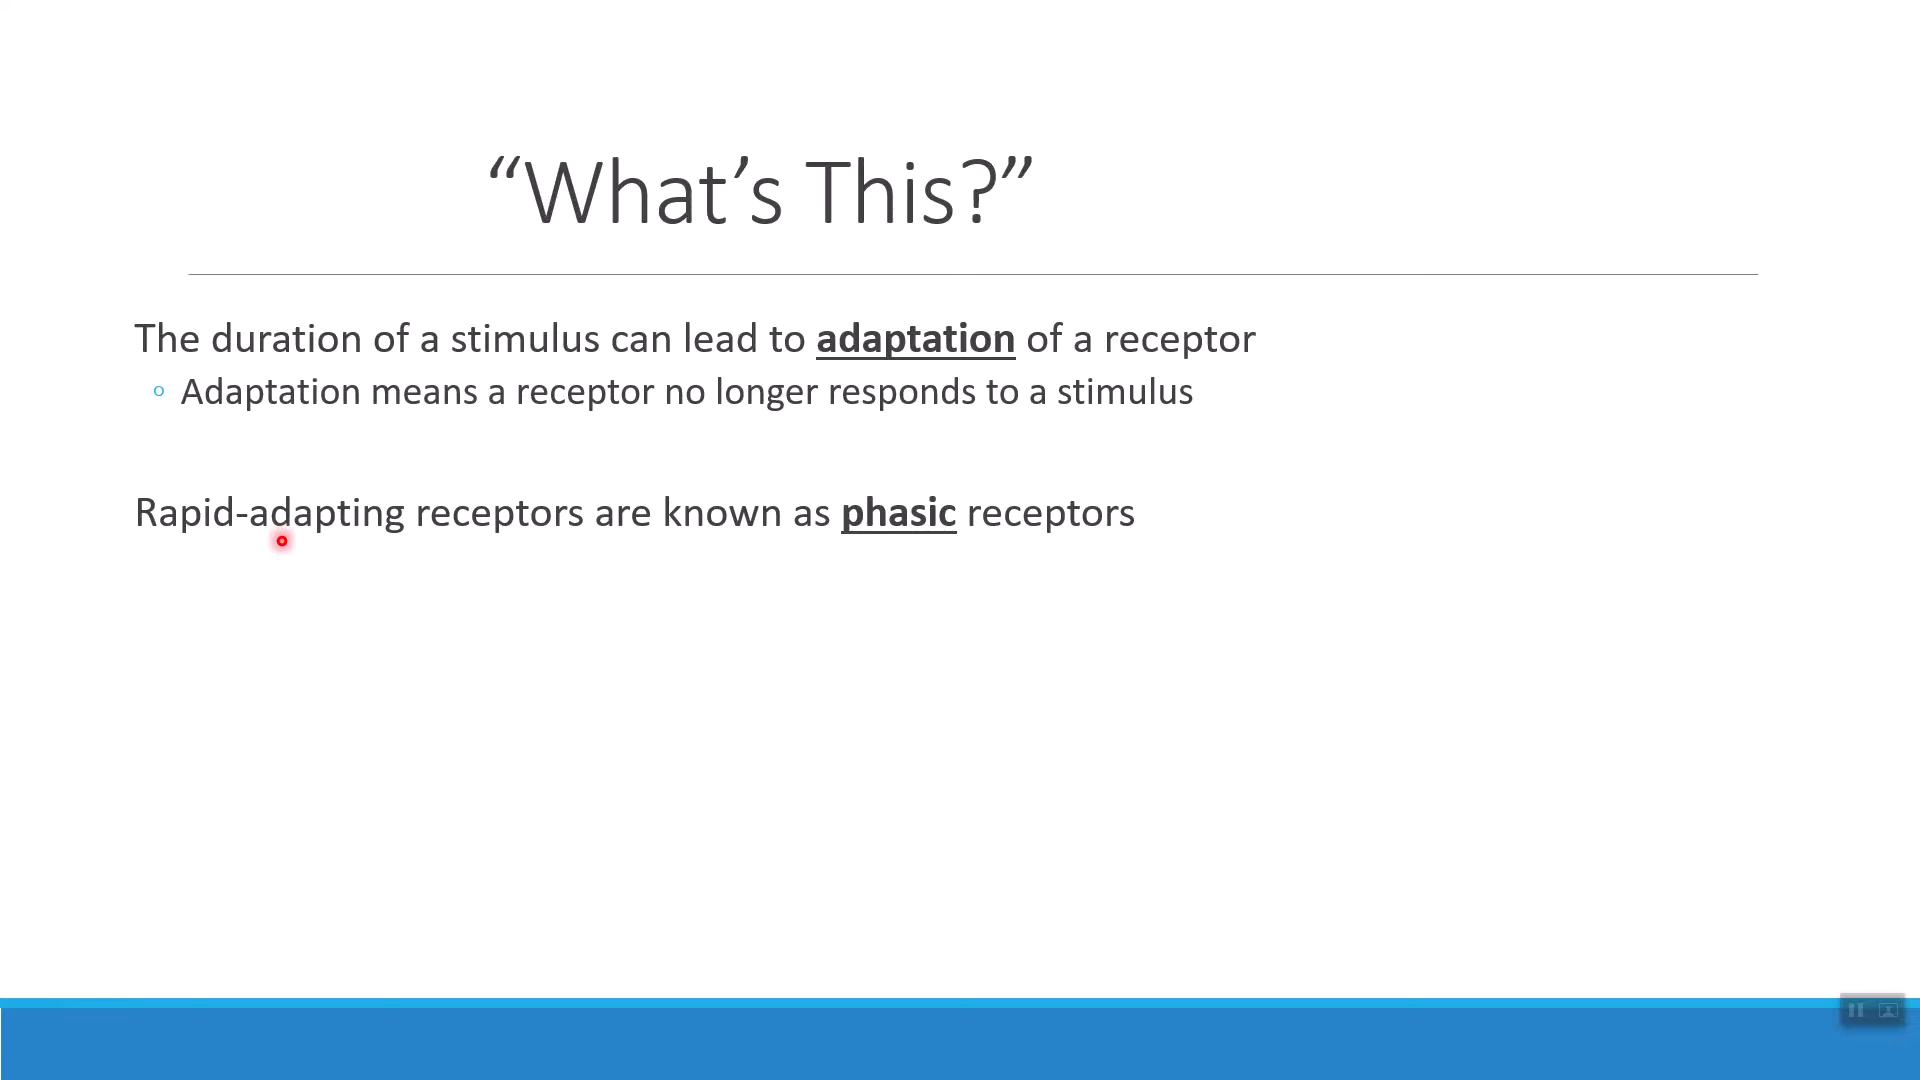 “What’s This?”
The duration of a stimulus can lead to adaptation of a receptor
Adaptation means a receptor no longer responds to a stimulus
Rapid-adapting receptors are known as phasic receptors